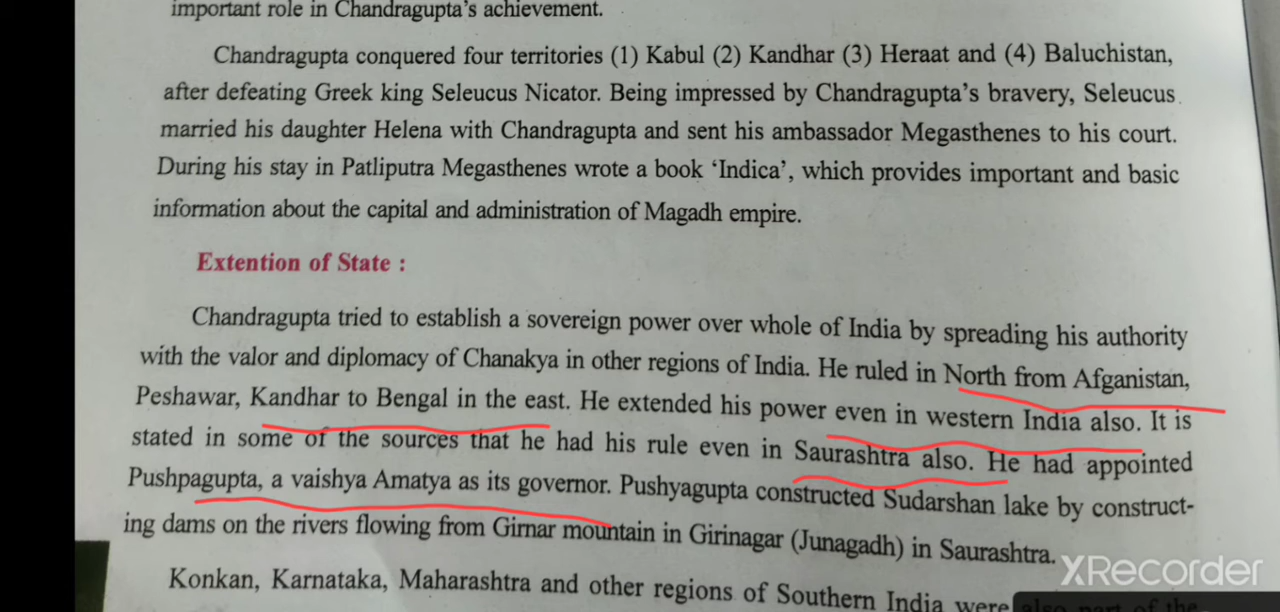 important role in Chandragupta's achievement.
Chandragupta conquered four territories (1) Kabul (2) Kandhar (3) Heraat and (4) Baluchistan,
after defeating Greek king Seleucus Nicator. Being impressed by Chandragupta's bravery, Seleucus
married his daughter Helena with Chandragupta and sent his ambassador Megasthenes to his court.
During his stay in Patliputra Megasthenes wrote a book 'Indica', which provides important and basic
information about the capital and administration of Magadh empire.
Extention of State :
Chandragupta tried to establish a sovereign power over whole of India by spreading his authority
with the valor and diplomacy of Chanakya in other regions of India. He ruled in North from Afganistan,
Peshawar, Kandhar to Bengal in the east. He extended his power even in western India also. It is
stated in some of the sources that he had his rule even in Saurashtra also. He had appointed
Pushpagupta, a vaishya Amatya as its governor. Pushyagupta constructed Sudarshan lake by construct-
ing dams on the rivers flowing from Girnar mountain in Girinagar (Junagadh) in Saurashtra.
Konkan, Karnataka, Maharashtra and other regions of Southern India were also part of the
XRecorder